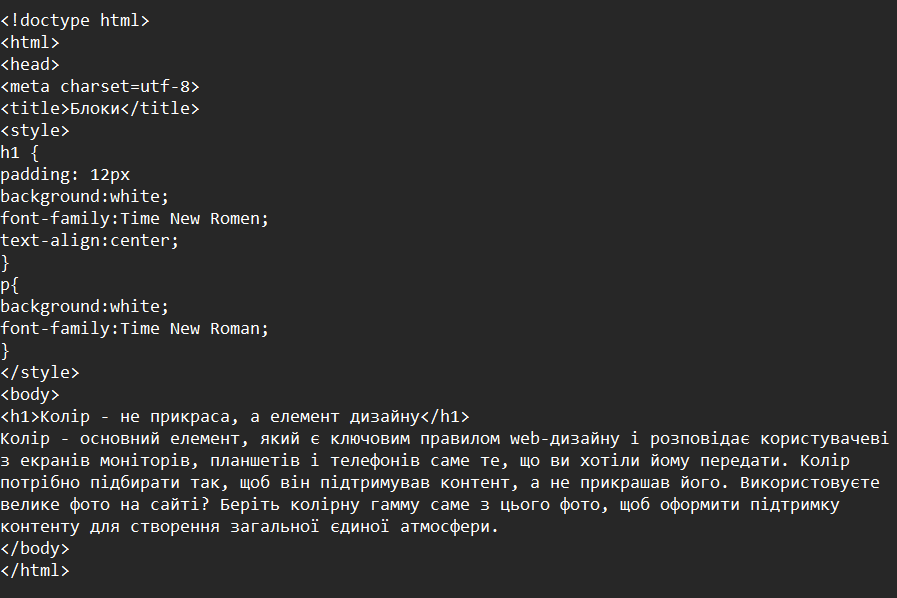 <!doctype html>
<html>
<head>
<meta charset=utf-8>
<title>Блоки</title>
<style>
h1 {
padding: 12px
background:white;
font-family:Time New Romen;
text-align:center;
}
p{
background:white;
font-family:Time New Roman;
}
</style>
<body>
<h1>Колір - не прикраса, а елемент дизайну</h1>
Колір - основний елемент, який є ключовим правилом web-дизайну і розповідає користувачеві
з екранів моніторів, планшетів і телефонів саме те, що ви хотіли йому передати. Колір
потрібно підбирати так, щоб він підтримував контент, а не прикрашав його. Використовуєте
велике фото на сайті? Беріть колірну гамму саме з цього фото, щоб оформити підтримку
контенту для створення загальної єдиної атмосфери.
</body>
</html>